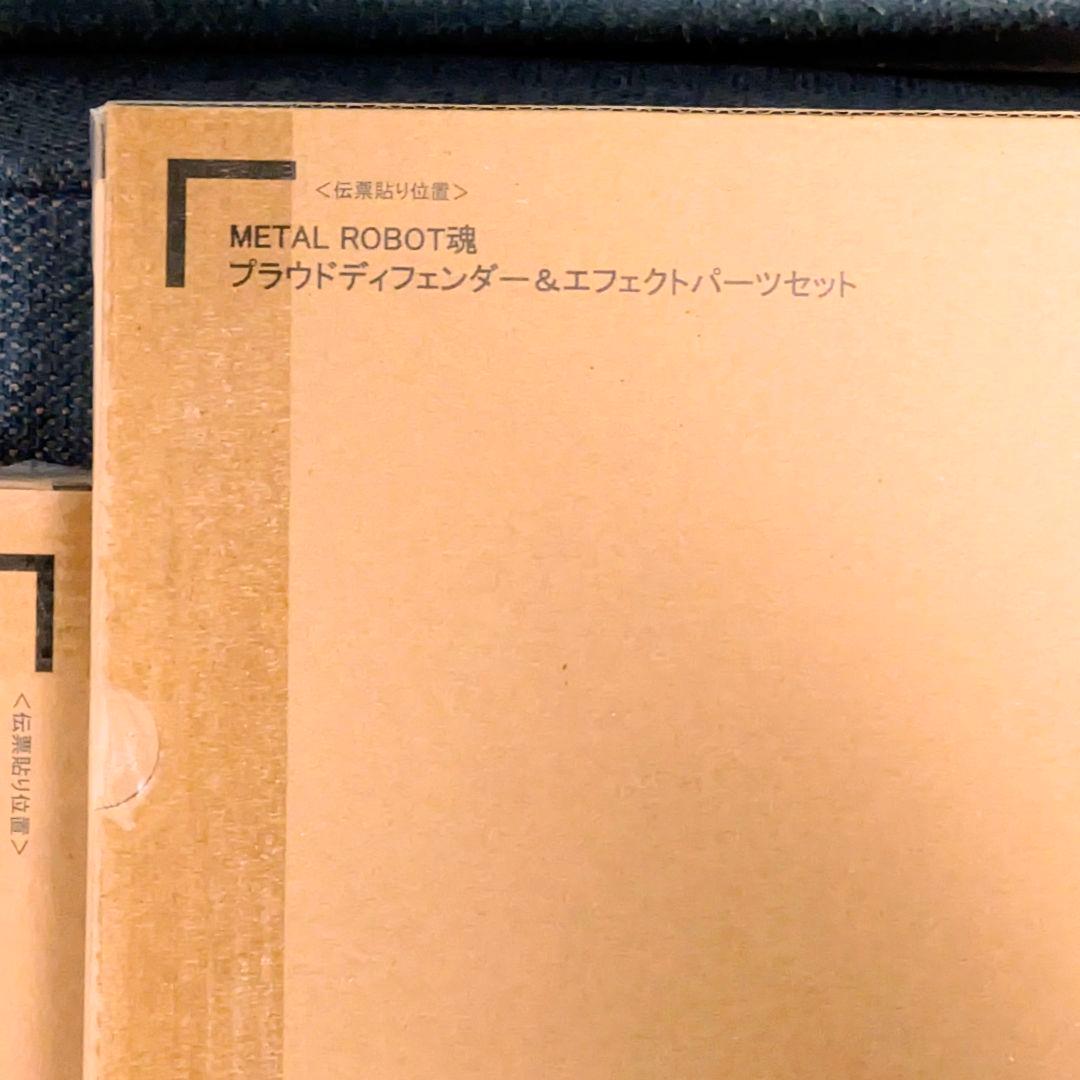 <伝票貼り位置>
METAL ROBOT魂
プラウドディフェンダー&エフェクトパーツセット
<伝票貼り位置>